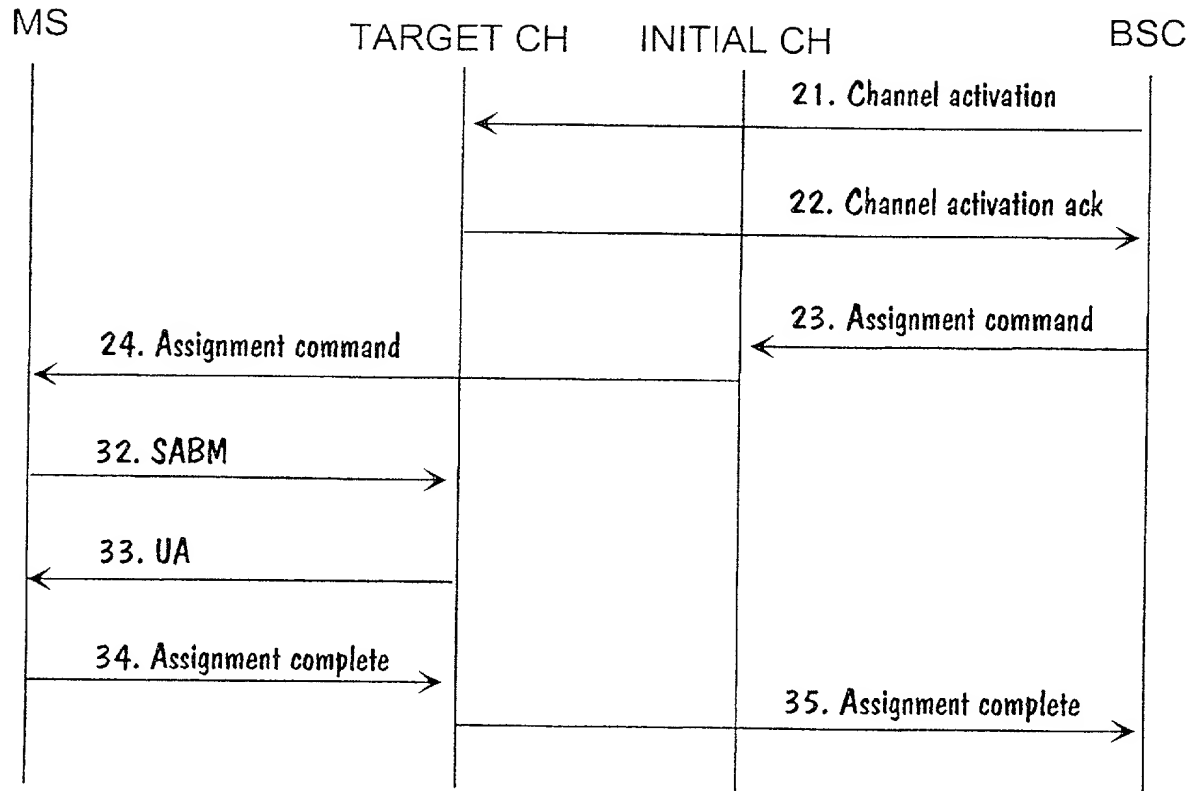 MS
TARGET CH
INITIAL CH
BSC
21. Channel activation
22. Channel activation ack
23. Assignment command
24. Assignment command
32. SABM
33. UA
34. Assignment complete
35. Assignment complete